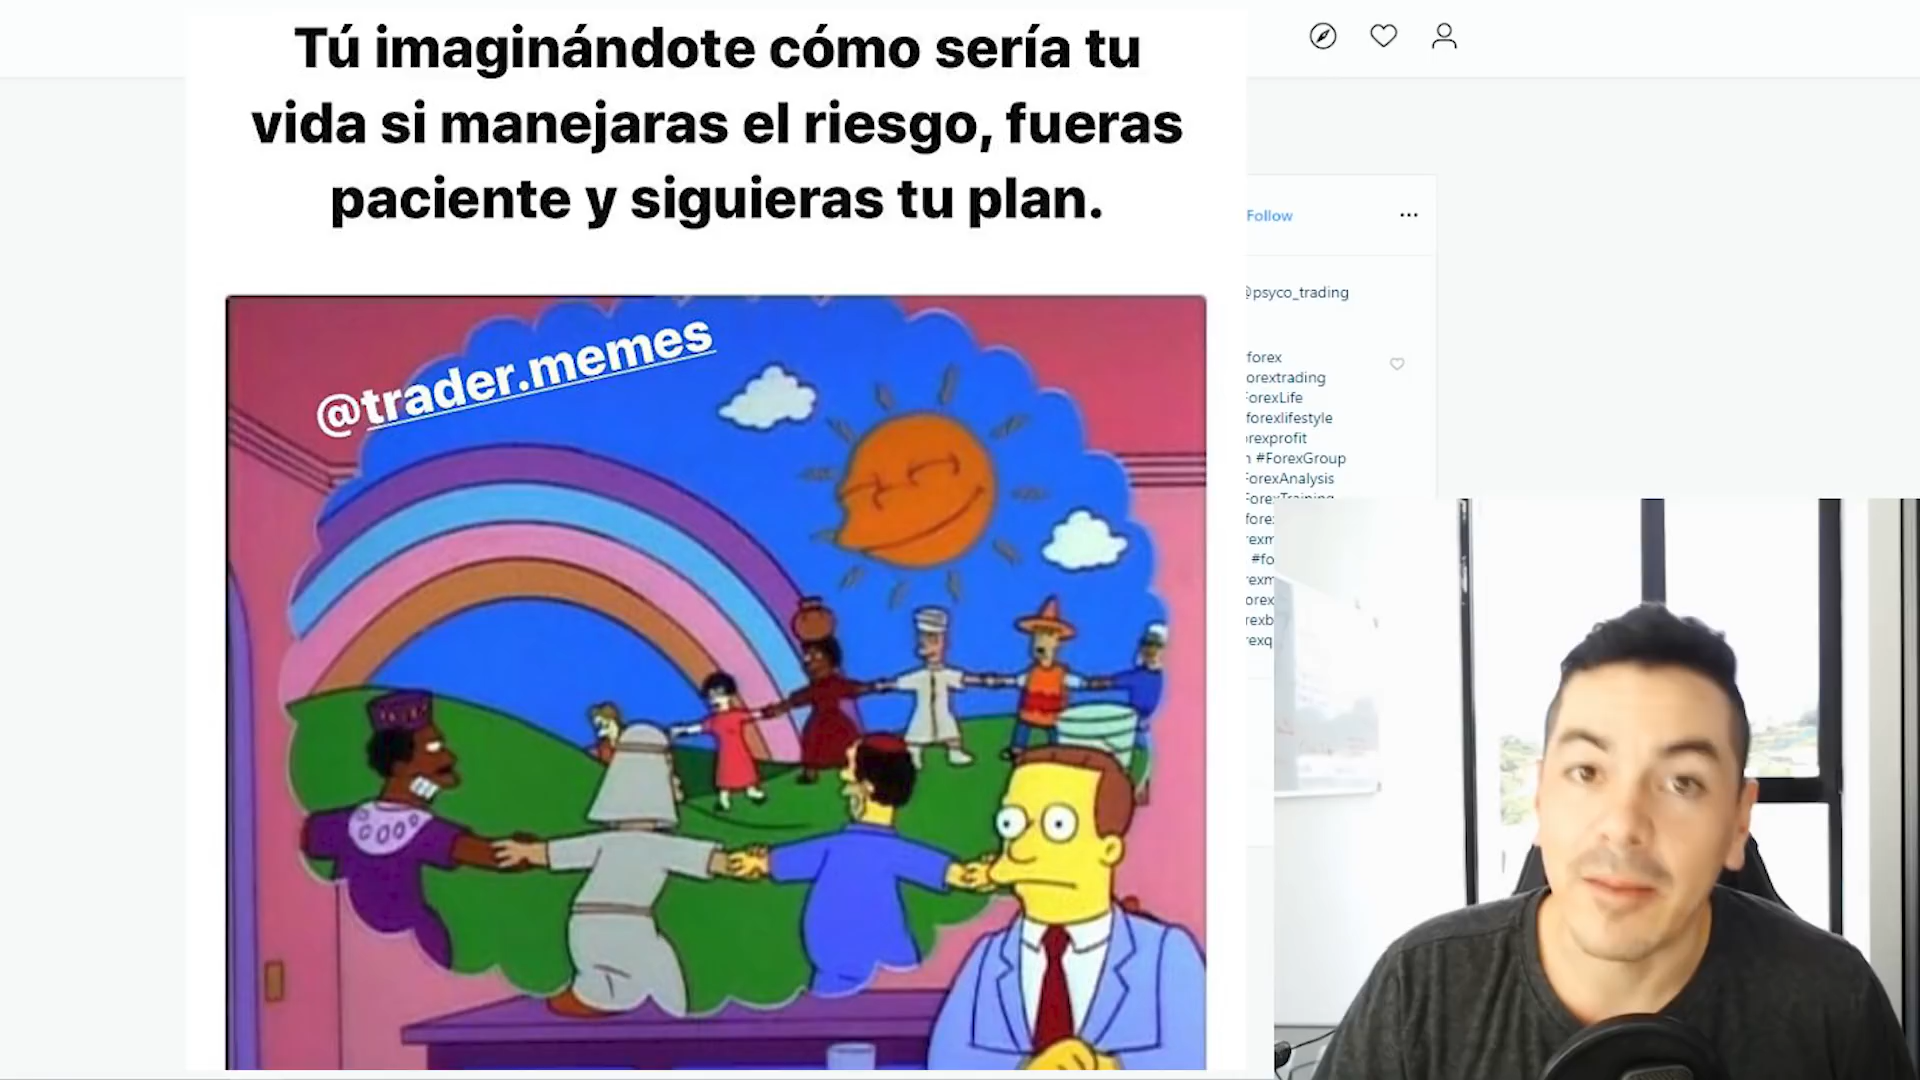 Tú imaginándote cómo sería tu
vida si manejaras el riesgo, fueras
paciente y siguieras tu plan.
@trader.memes
Follow
@psyco_trading
forex
orextrading
ForexLife
forexlifestyle
orexprofit
#ForexGroup
ForexAnalysis
ForexTraining